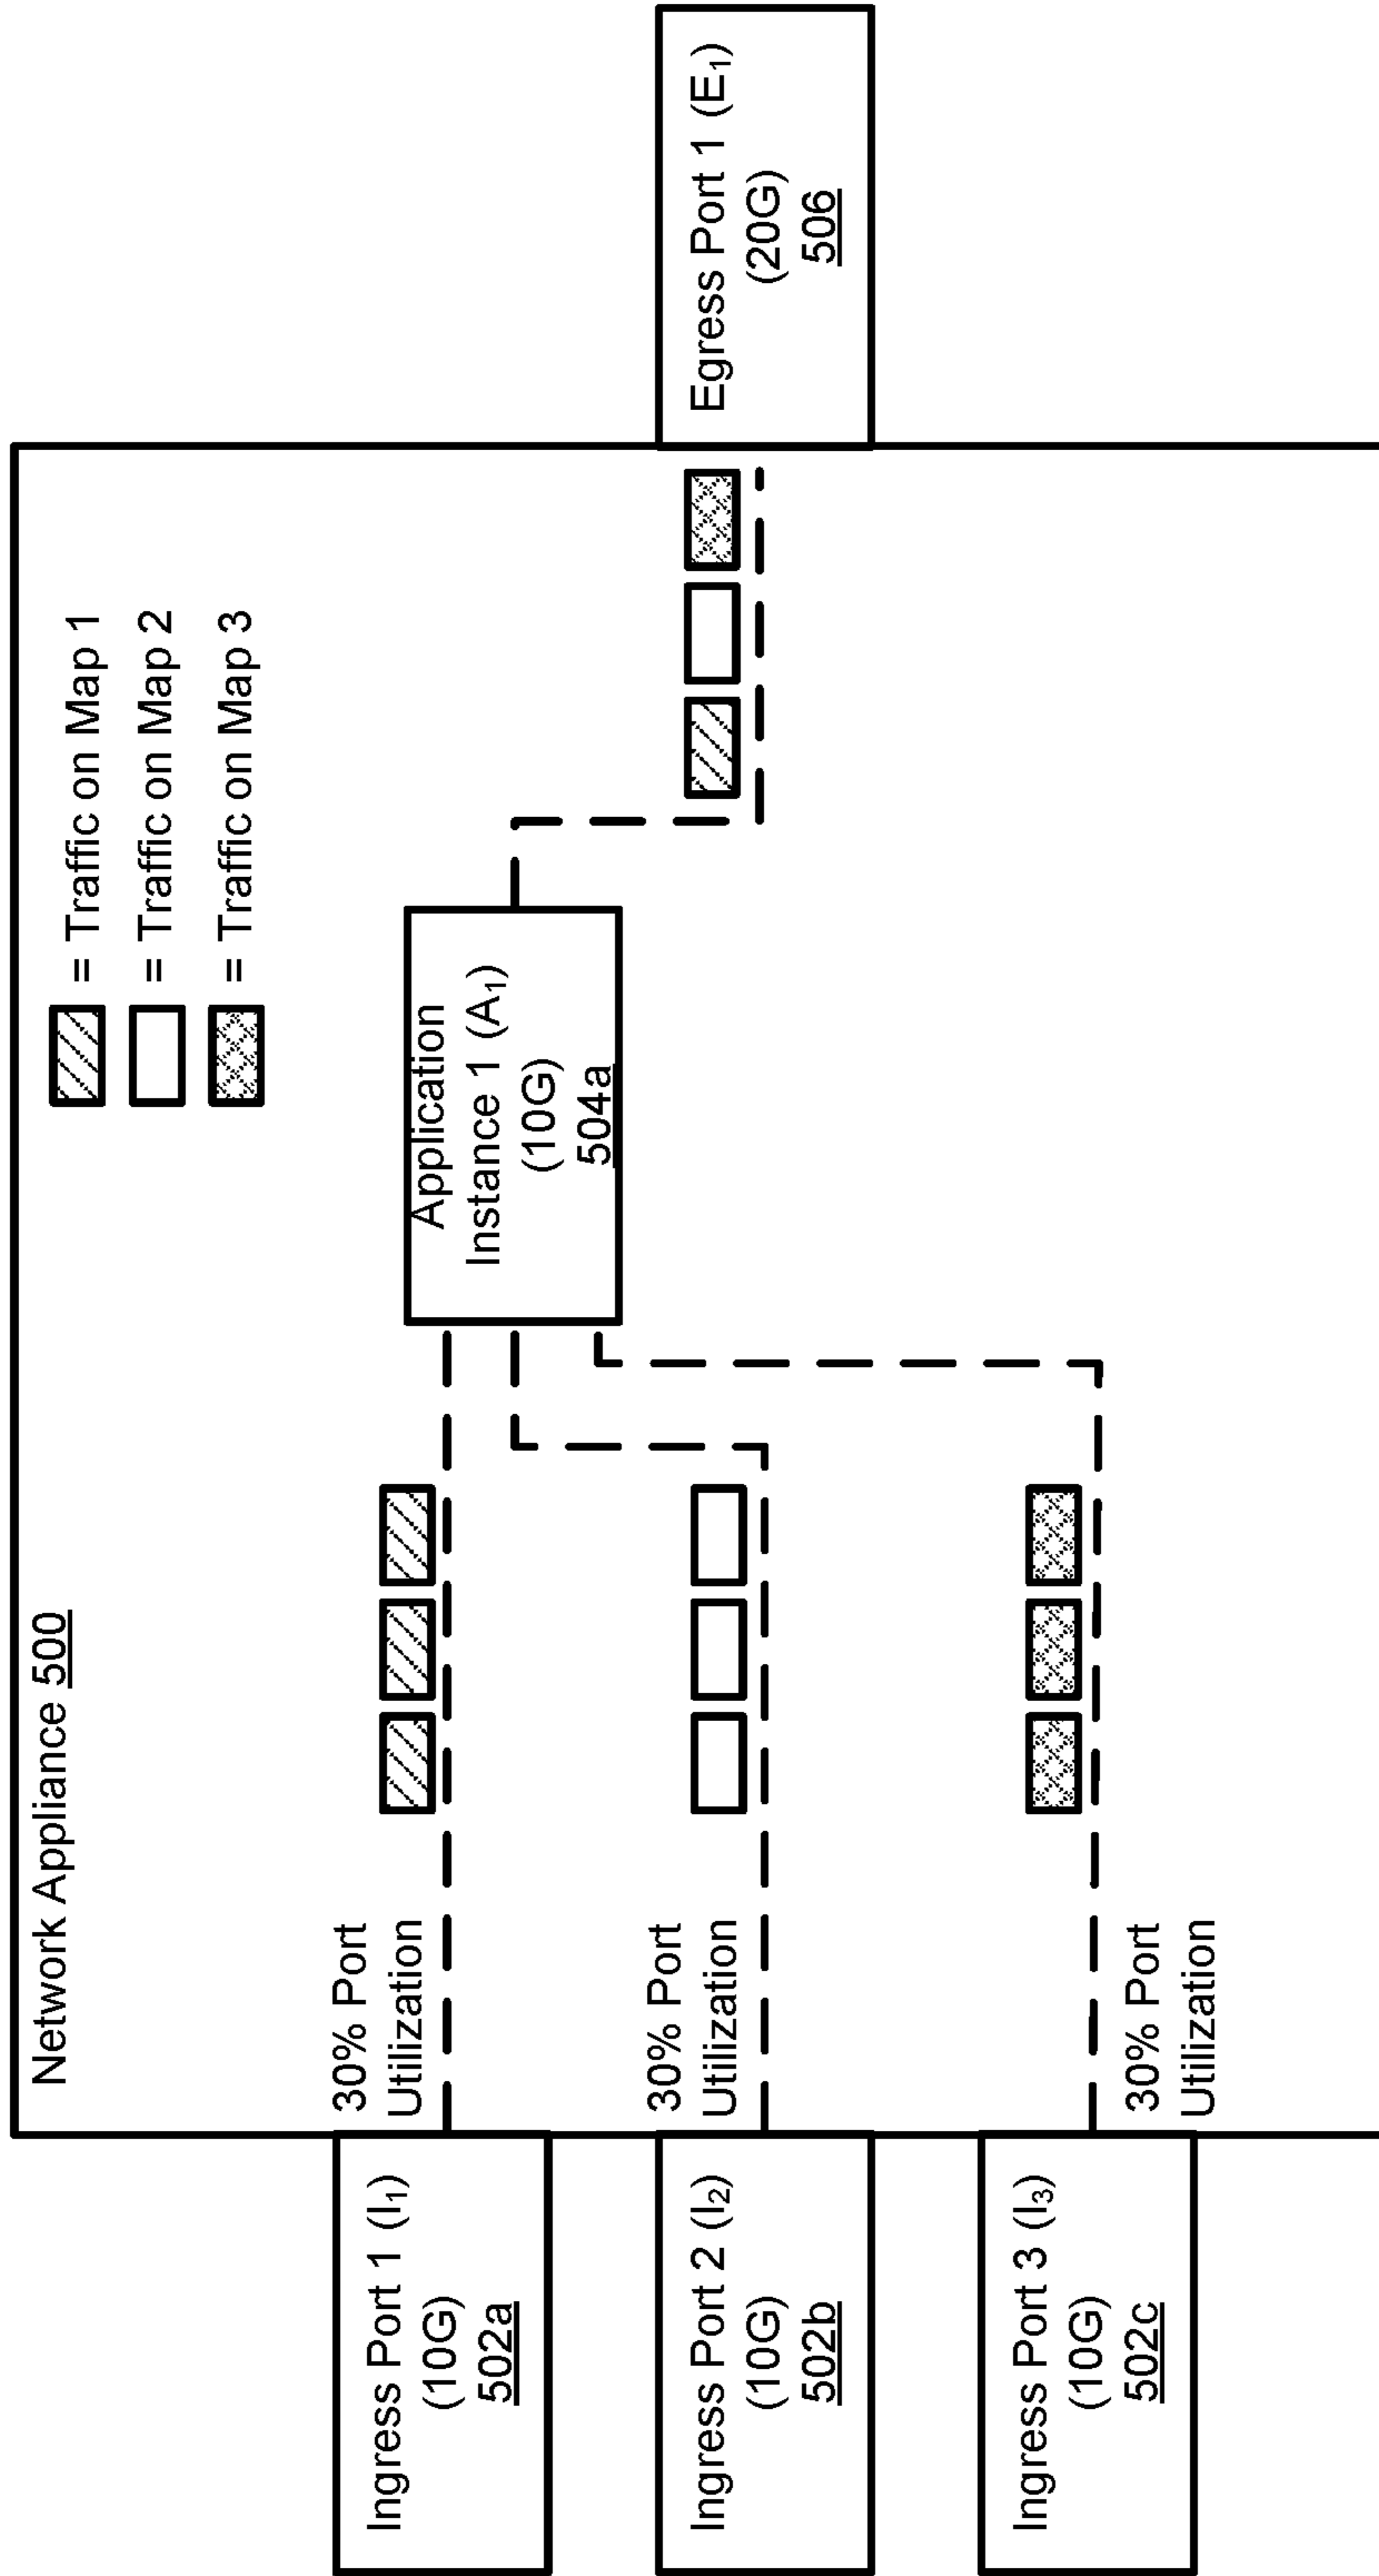 Network Appliance 500
= Traffic on Map 1
= Traffic on Map 2
= Traffic on Map 3
Ingress Port 1 (I₁)
(10G)
502a
30% Port
Utilization
Application
Instance 1 (A₁)
(10G)
504a
Ingress Port 2 (I₂)
(10G)
502b
30% Port
Utilization
Egress Port 1 (E₁)
(20G)
506
Ingress Port 3 (I₃)
(10G)
502c
30% Port
Utilization